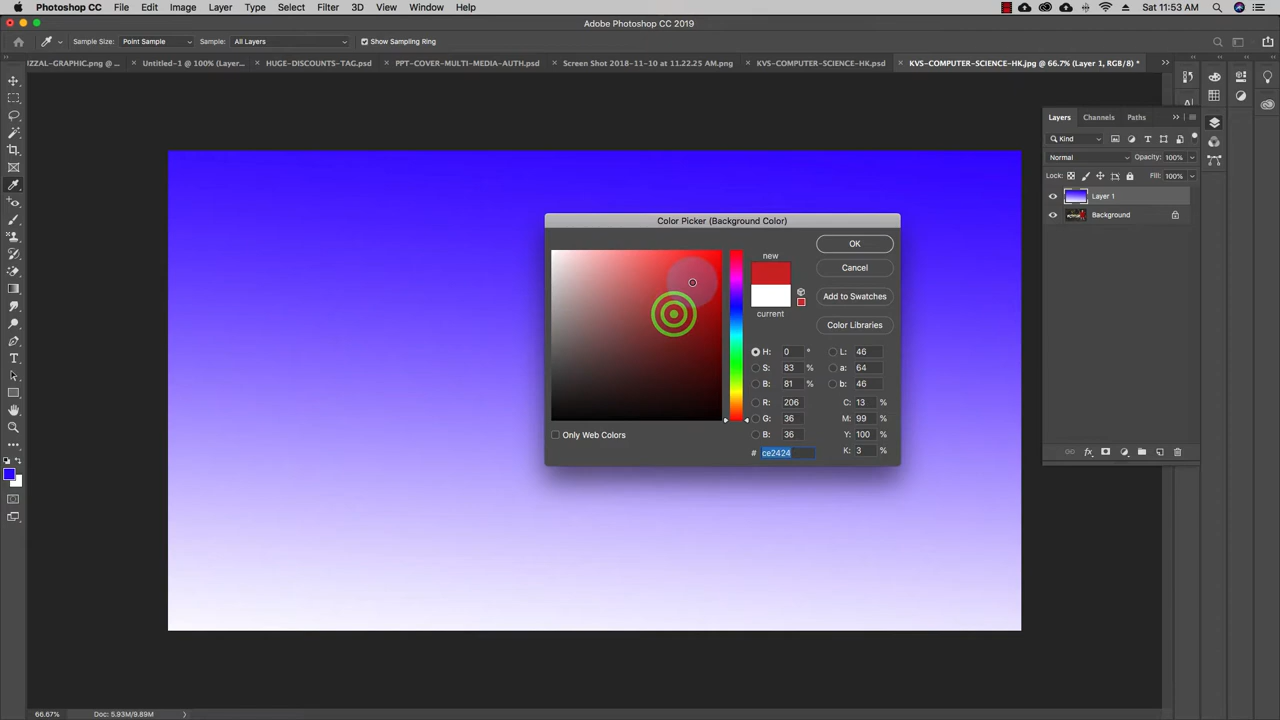 Photoshop CC File Edit Image Layer Type Select Filter 3D View Window Help Sat 11:53 AM
Adobe Photoshop CC 2019
Sample Size: Point Sample Sample: All Layers Show Sampling Ring
IZZAL-GRAPHIC.png @ ... Untitled-1 @ 100% (Layer... HUGE-DISCOUNTS-TAG.psd PPT-COVER-MULTI-MEDIA-AUTH.psd Screen Shot 2018-11-10 at 11.22.25 AM.png KVS-COMPUTER-SCIENCE-HK.psd KVS-COMPUTER-SCIENCE-HK.jpg @ 66.7% (Layer 1, RGB/8) *
Layers Channels Paths
Kind
Normal Opacity: 100%
Lock: Fill: 100%
Layer 1
Background
Color Picker (Background Color)
new
current
OK
Cancel
Add to Swatches
Color Libraries
H: 0 ° L: 46
S: 83 % a: 64
B: 81 % b: 46
R: 206 C: 13 %
G: 36 M: 99 %
B: 36 Y: 100 %
# ce2424 K: 3 %
Only Web Colors
66.67% Doc: 5.93M/9.89M